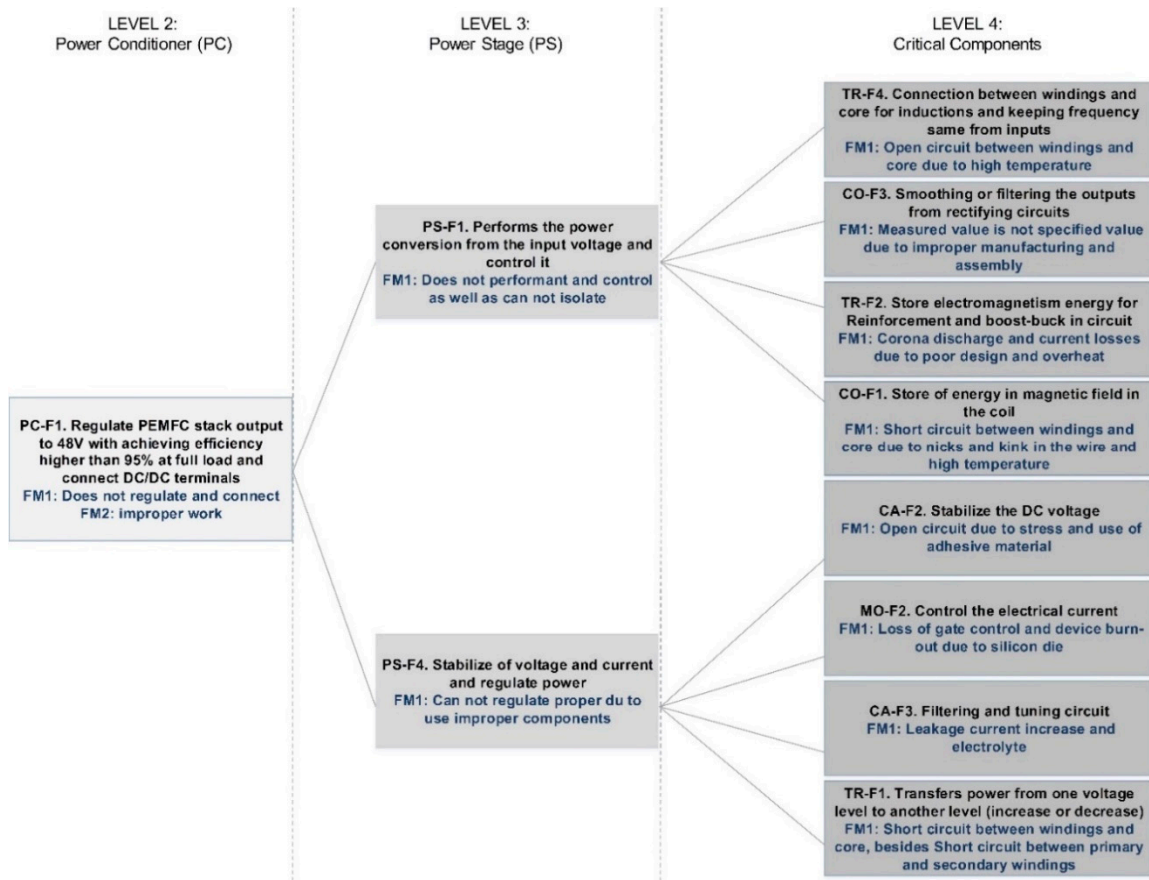 LEVEL 2:
Power Conditioner (PC)
LEVEL 3:
Power Stage (PS)
LEVEL 4:
Critical Components
PC-F1. Regulate PEMFC stack output
to 48V with achieving efficiency
higher than 95% at full load and
connect DC/DC terminals
FM1: Does not regulate and connect
FM2: improper work
PS-F1. Performs the power
conversion from the input voltage and
control it
FM1: Does not performant and control
as well as can not isolate
PS-F4. Stabilize of voltage and current
and regulate power
FM1: Can not regulate proper du to
use improper components
TR-F4. Connection between windings and
core for inductions and keeping frequency
same from inputs
FM1: Open circuit between windings and
core due to high temperature
CO-F3. Smoothing or filtering the outputs
from rectifying circuits
FM1: Measured value is not specified value
due to improper manufacturing and
assembly
TR-F2. Store electromagnetism energy for
Reinforcement and boost-buck in circuit
FM1: Corona discharge and current losses
due to poor design and overheat
CO-F1. Store of energy in magnetic field in
the coil
FM1: Short circuit between windings and
core due to nicks and kink in the wire and
high temperature
CA-F2. Stabilize the DC voltage
FM1: Open circuit due to stress and use of
adhesive material
MO-F2. Control the electrical current
FM1: Loss of gate control and device burn-
out due to silicon die
CA-F3. Filtering and tuning circuit
FM1: Leakage current increase and
electrolyte
TR-F1. Transfers power from one voltage
level to another level (increase or decrease)
FM1: Short circuit between windings and
core, besides Short circuit between primary
and secondary windings